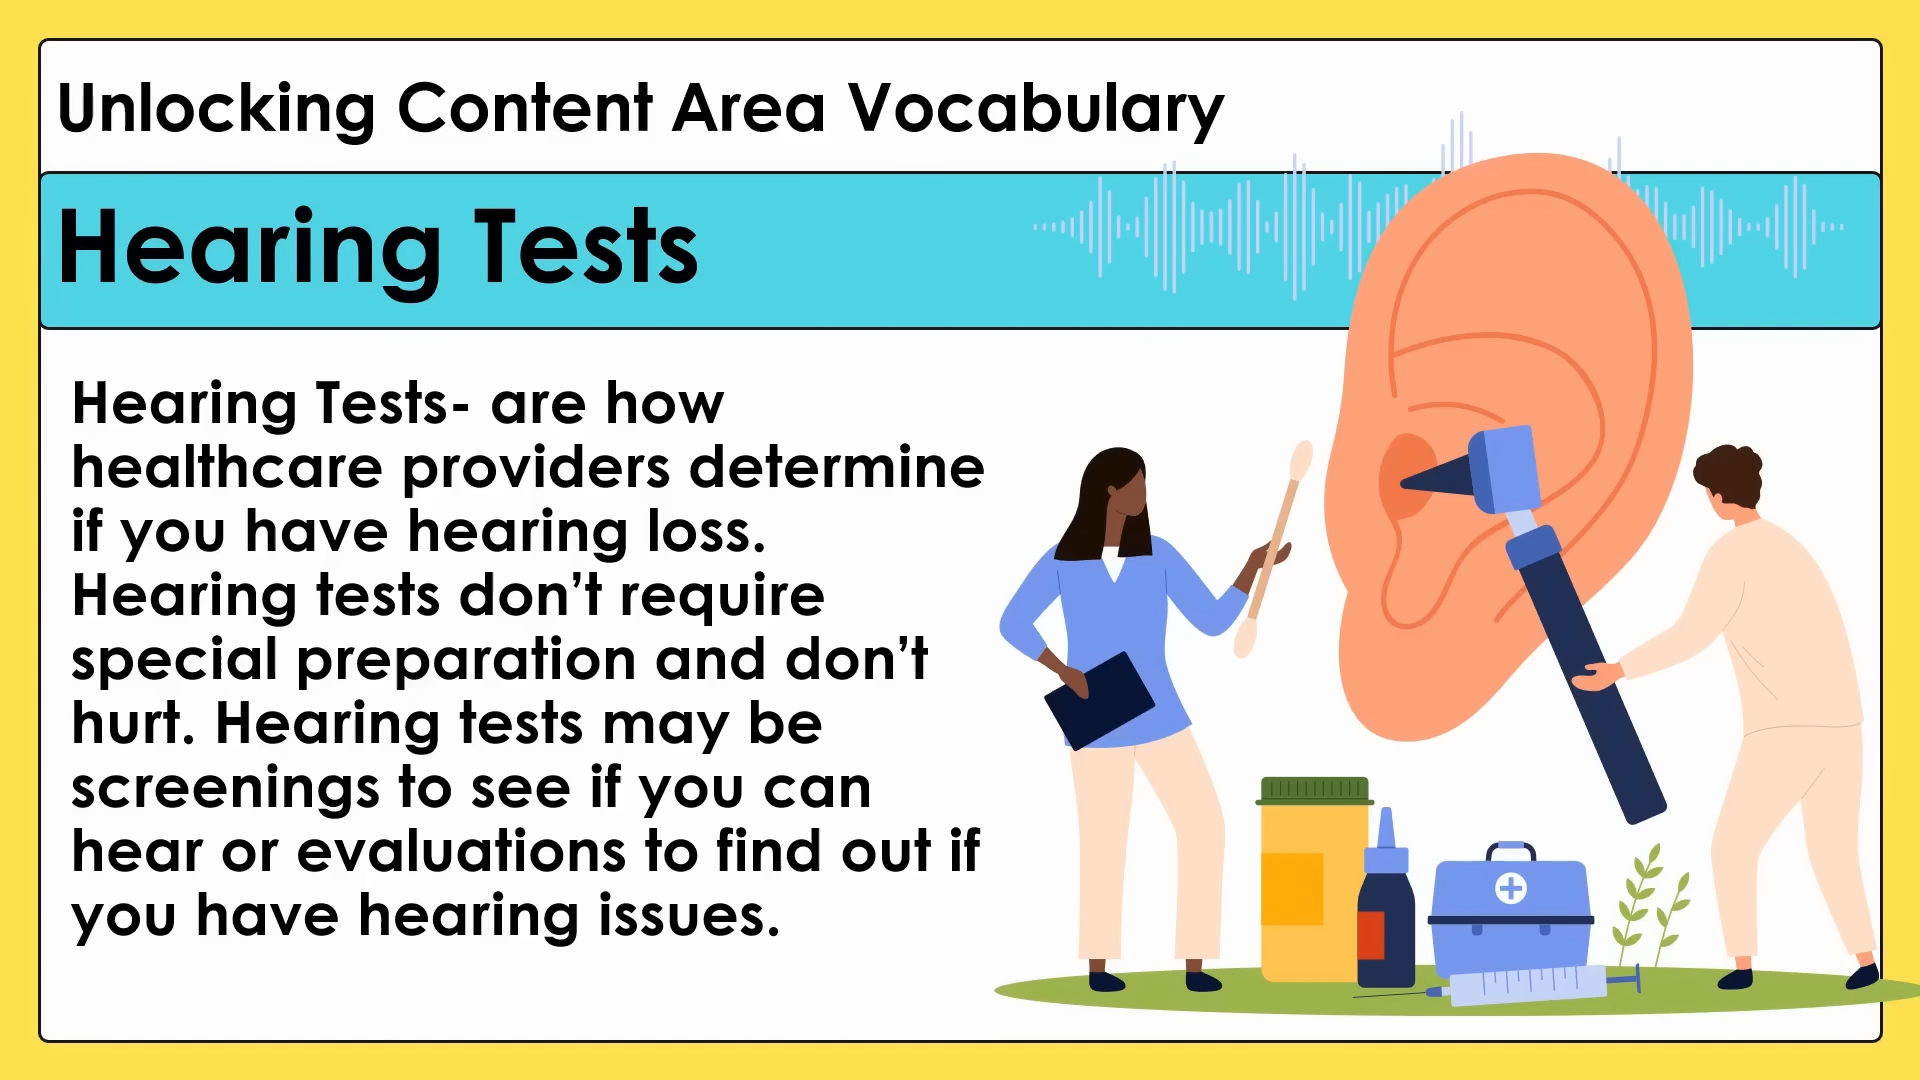 Unlocking Content Area Vocabulary
Hearing Tests
Hearing Tests- are how
healthcare providers determine
if you have hearing loss.
Hearing tests don’t require
special preparation and don’t
hurt. Hearing tests may be
screenings to see if you can
hear or evaluations to find out if
you have hearing issues.